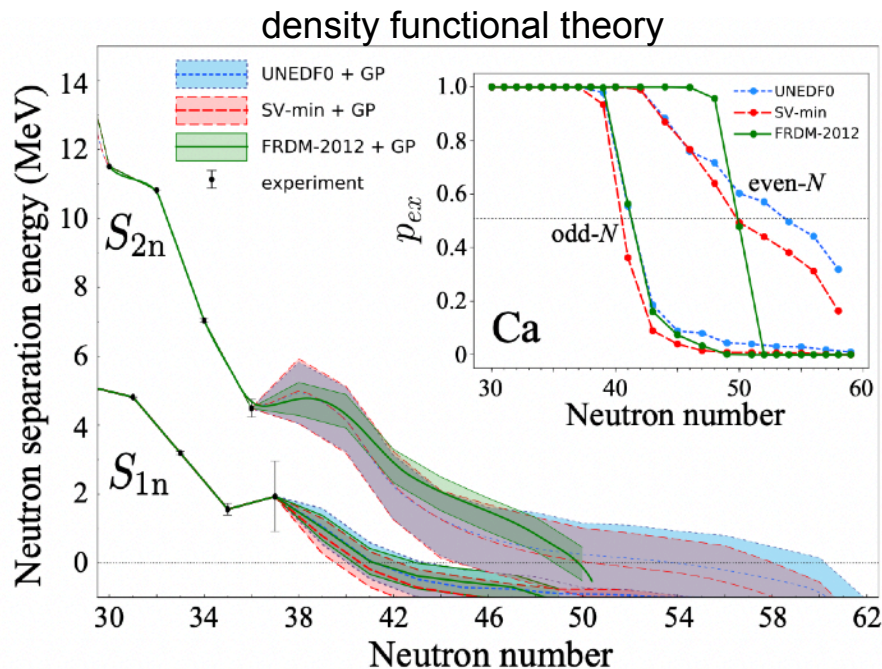 density functional theory
Neutron separation energy (MeV)
14
12
10
8
6
4
2
0
UNEDF0 + GP
SV-min + GP
FRDM-2012 + GP
experiment
S2n
S1n
30
34
38
42
46
50
54
58
62
Neutron number
pex
1.0
0.8
0.6
0.4
0.2
0
UNEDF0
SV-min
FRDM-2012
even-N
odd-N
Ca
30
40
50
60
Neutron number